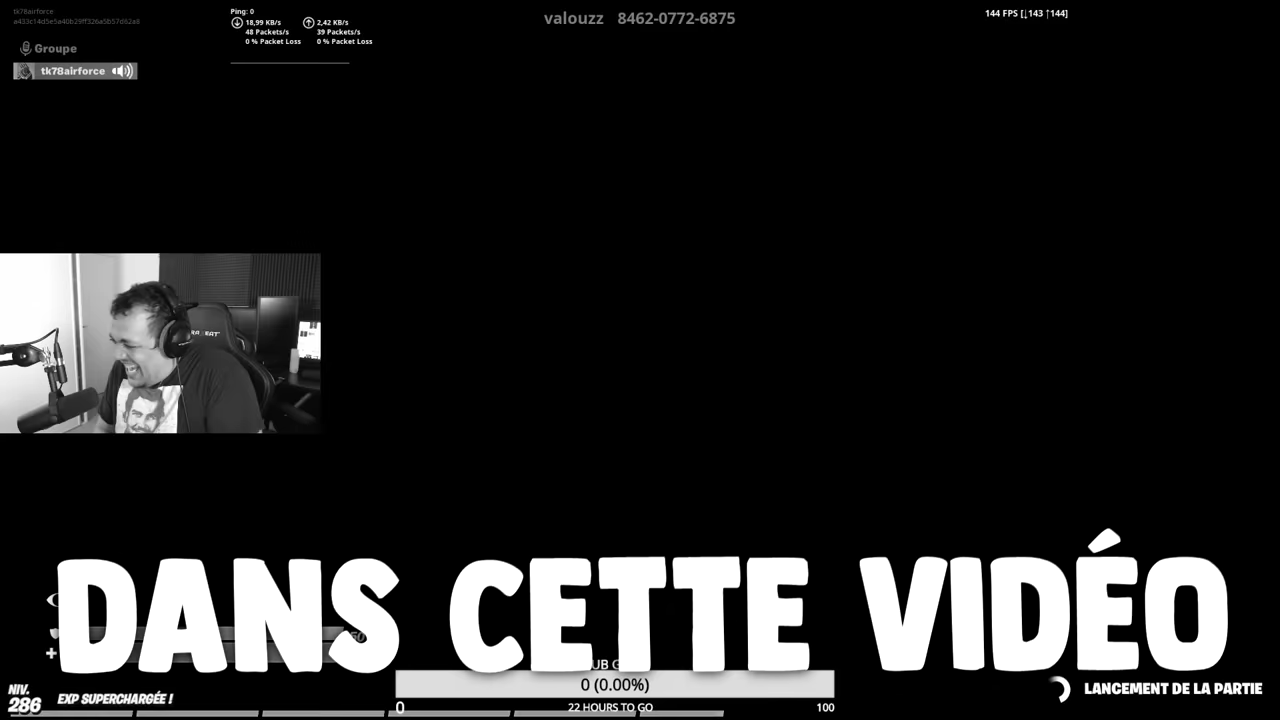 tk78airforce
Ping: 0
18,99 KB/s 2,42 KB/s
48 Packets/s 39 Packets/s
0 % Packet Loss 0 % Packet Loss
valouzz 8462-0772-6875
144 FPS [↓143 ↑144]
Groupe
tk78airforce
DANS CETTE VIDÉO
0 (0.00%)
0 22 HOURS TO GO 100
NIV.
286
EXP SUPERCHARGÉE !
LANCEMENT DE LA PARTIE